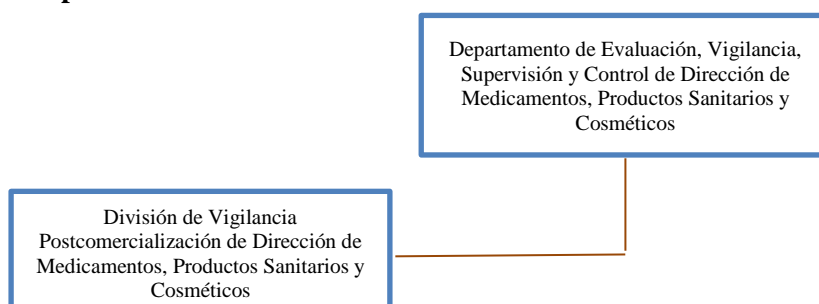 Departamento de Evaluación, Vigilancia,
Supervisión y Control de Dirección de
Medicamentos, Productos Sanitarios y
Cosméticos
División de Vigilancia
Postcomercialización de Dirección de
Medicamentos, Productos Sanitarios y
Cosméticos